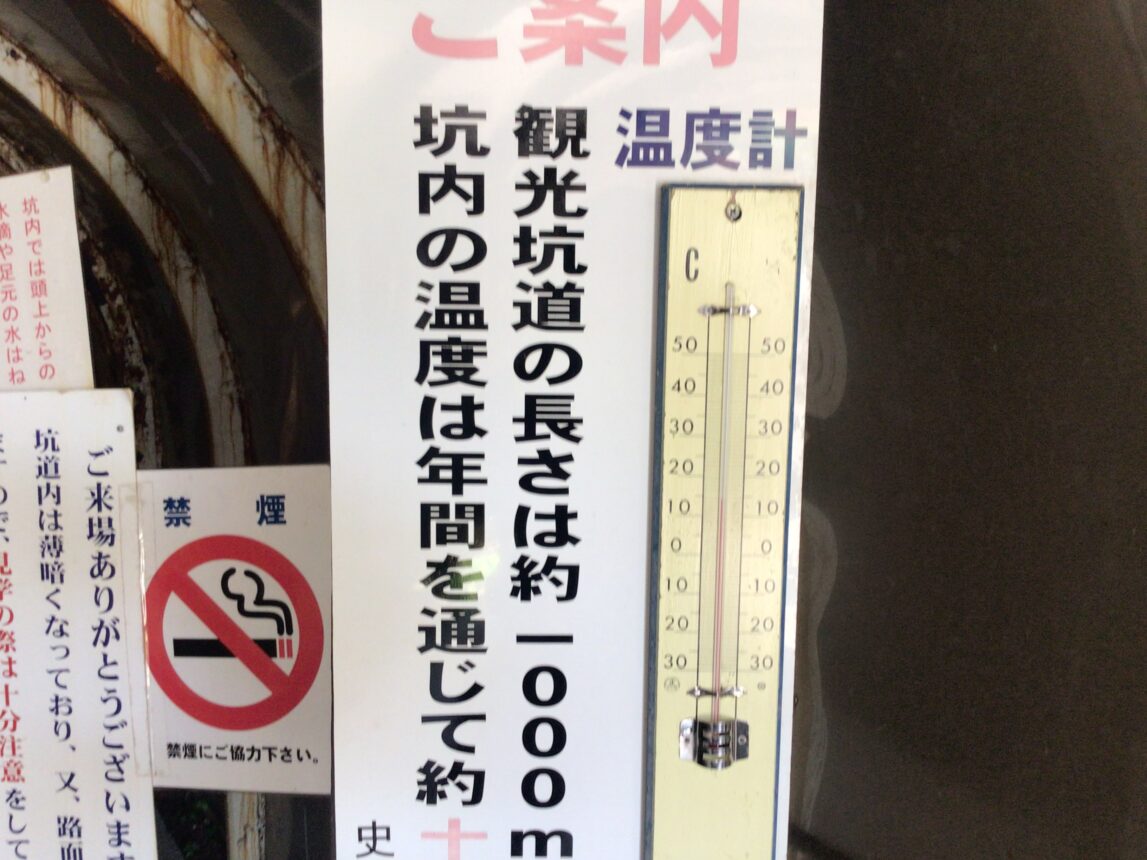 ご案内
温度計
観光坑道の長さは約一000m
坑内の温度は年間を通じて約十
史
C
50 50
40 40
30 30
20 20
10 10
0 0
10 10
20 20
30 30
坑内では頭上からの
水滴や足元の水はね
ご来場ありがとうございます
坑道内は薄暗くなっており、又、路面
ますので、見学の際は十分注意をして
禁煙
禁煙にご協力下さい。